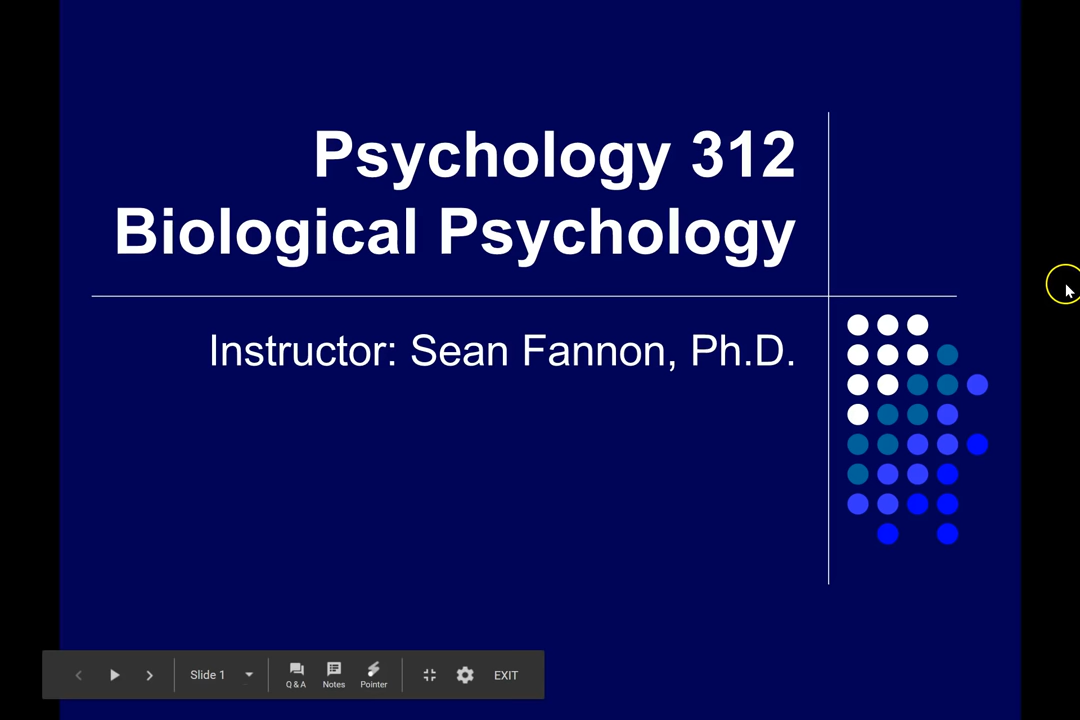 Psychology 312
Biological Psychology
Instructor: Sean Fannon, Ph.D.
Slide 1
Q & A
Notes
Pointer
EXIT